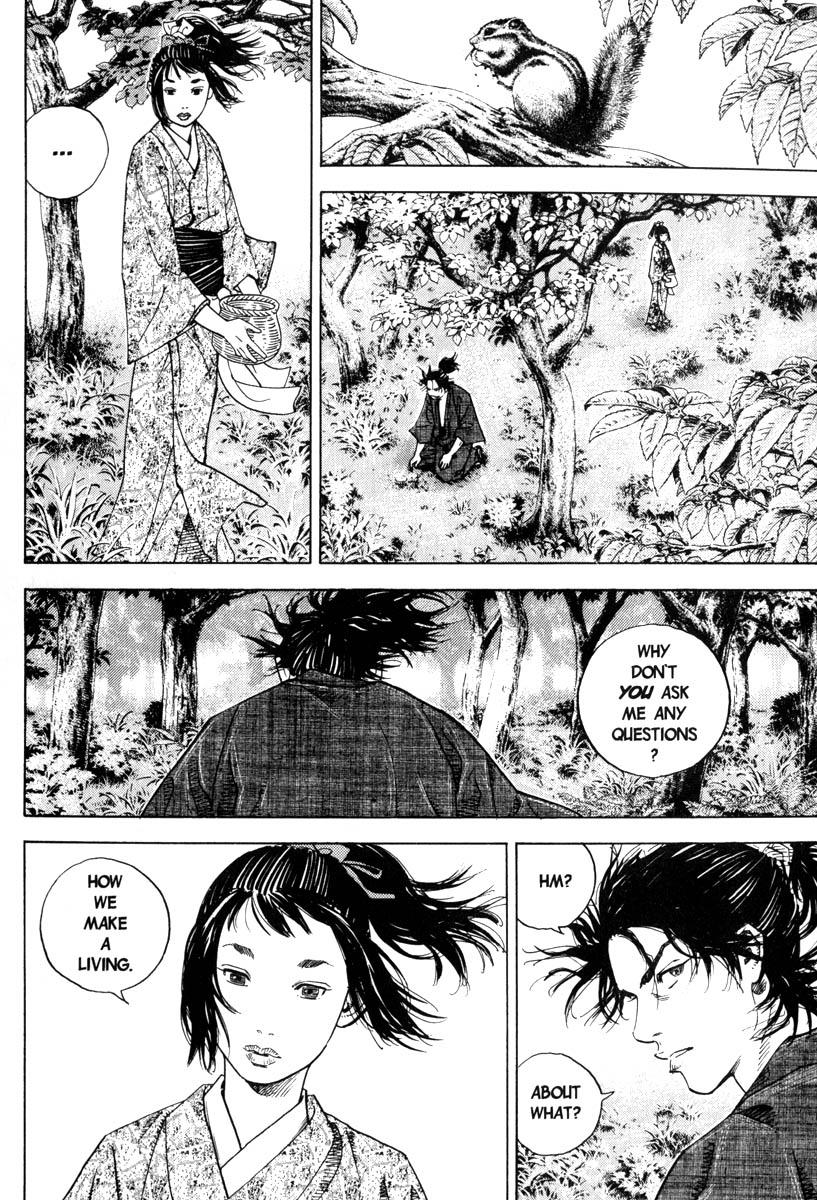 ...
WHY
DON'T
YOU ASK
ME ANY
QUESTIONS
?
HM?
ABOUT
WHAT?
HOW
WE
MAKE
A
LIVING.